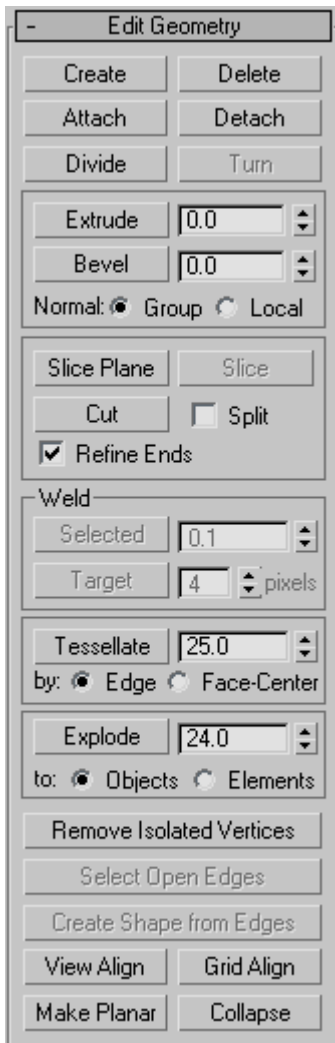 - Edit Geometry
Create Delete
Attach Detach
Divide Turn
Extrude 0.0
Bevel 0.0
Normal: Group Local
Slice Plane Slice
Cut Split
Refine Ends
Weld
Selected 0.1
Target 4 pixels
Tessellate 25.0
by: Edge Face-Center
Explode 24.0
to: Objects Elements
Remove Isolated Vertices
Select Open Edges
Create Shape from Edges
View Align Grid Align
Make Planar Collapse